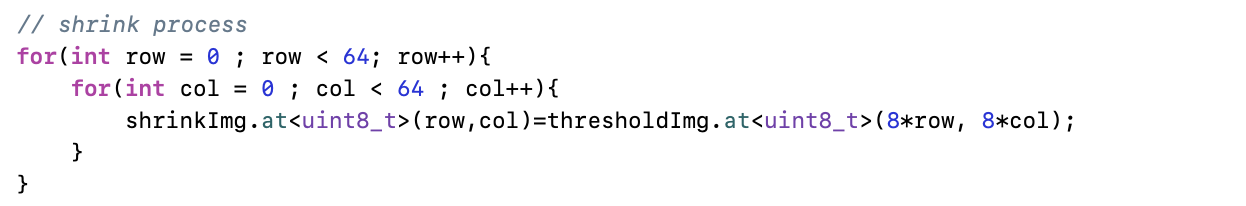 // shrink process
for(int row = 0 ; row < 64; row++){
    for(int col = 0 ; col < 64 ; col++){
        shrinkImg.at<uint8_t>(row,col)=thresholdImg.at<uint8_t>(8*row, 8*col);
    }
}